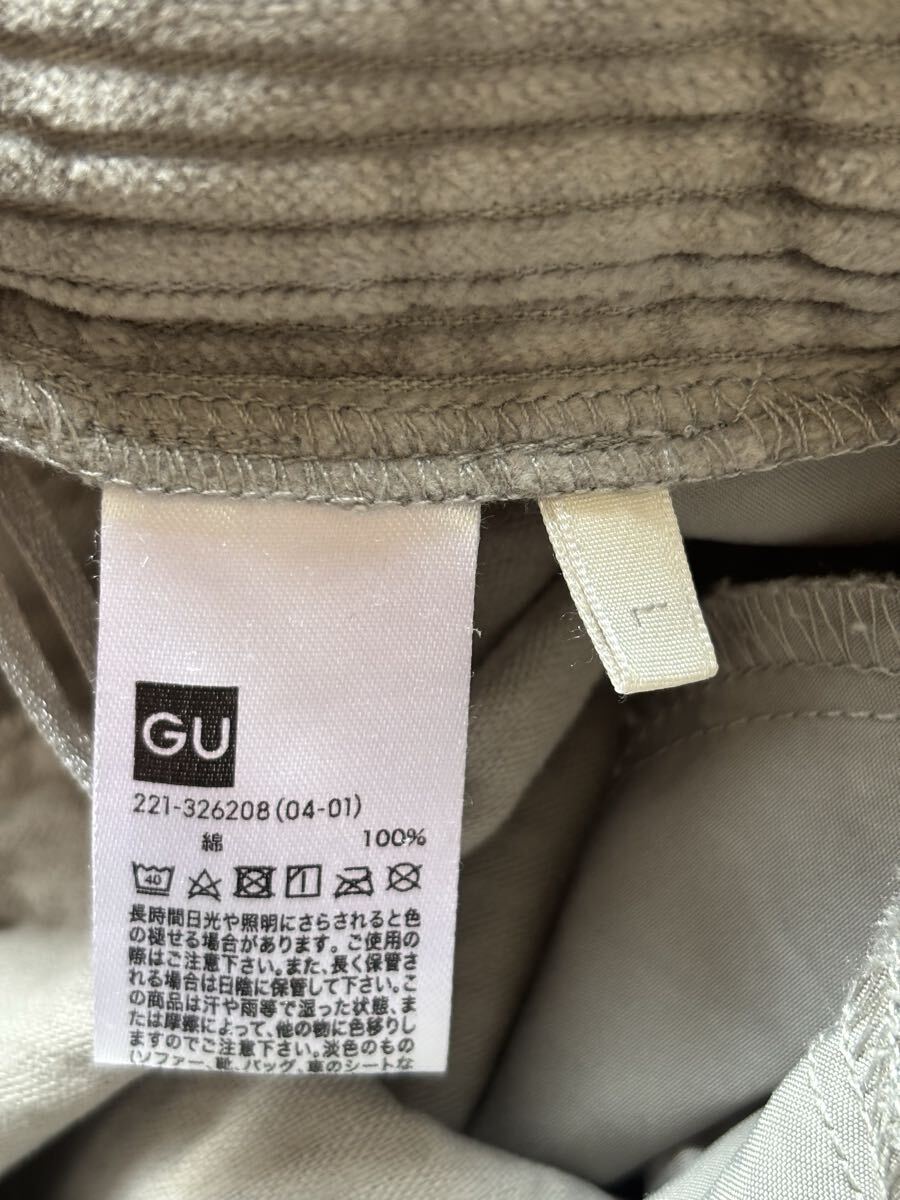 GU
221-326208(04-01)
綿 100%
40
長時間日光や照明にさらされると色
の褪せる場合があります。ご使用の
際はご注意下さい。また、長く保管さ
れる場合は日陰に保管して下さい。こ
の商品は汗や雨等で湿った状態、ま
たは摩擦によって、他の物に色移りし
ますのでご注意下さい。淡色のもの
(ソファー、靴、バッグ、車のシートな
L